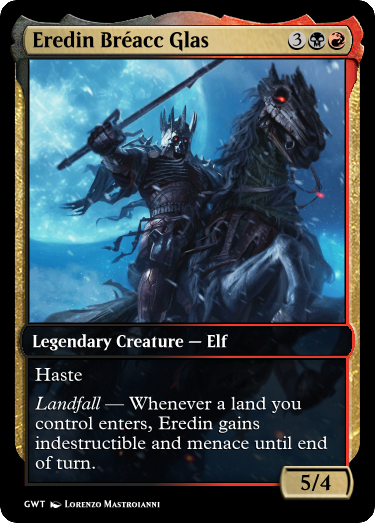 Eredin Bréacc Glas 3
Legendary Creature — Elf
Haste
Landfall — Whenever a land you
control enters, Eredin gains
indestructible and menace until end
of turn.
5/4
GWT Lorenzo Mastroianni